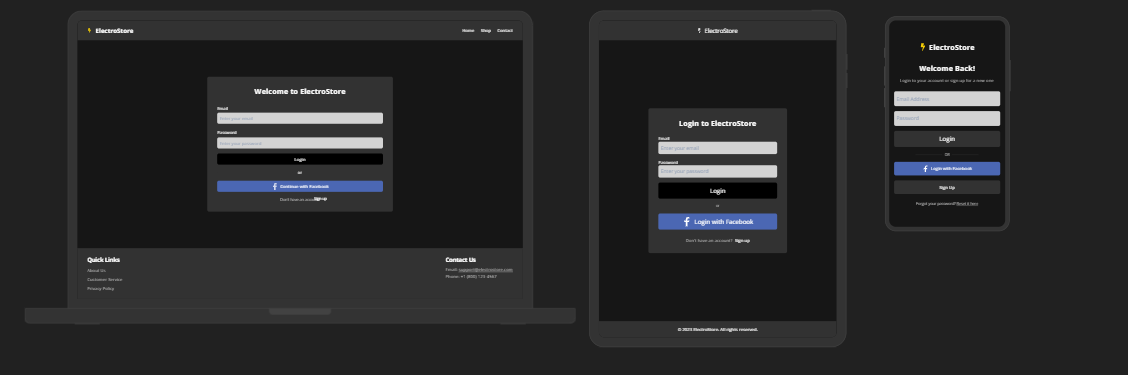 ElectroStore
Home Shop Contact
Welcome to ElectroStore
Email
Enter your email
Password
Enter your password
Login
or
Continue with Facebook
Don't have an Sign up
Quick Links
About Us
Customer Service
Privacy Policy
Contact Us
Email: support@electrostore.com
Phone: +1 (800) 123-4567
ElectroStore
Login to ElectroStore
Email
Enter your email
Password
Enter your password
Login
or
Login with Facebook
Don't have an account? Sign up
© 2023 ElectroStore. All rights reserved.
ElectroStore
Welcome Back!
Login to your account or sign up for a new one
Email Address
Password
Login
OR
Login with Facebook
Sign Up
Forgot your password? Reset it here